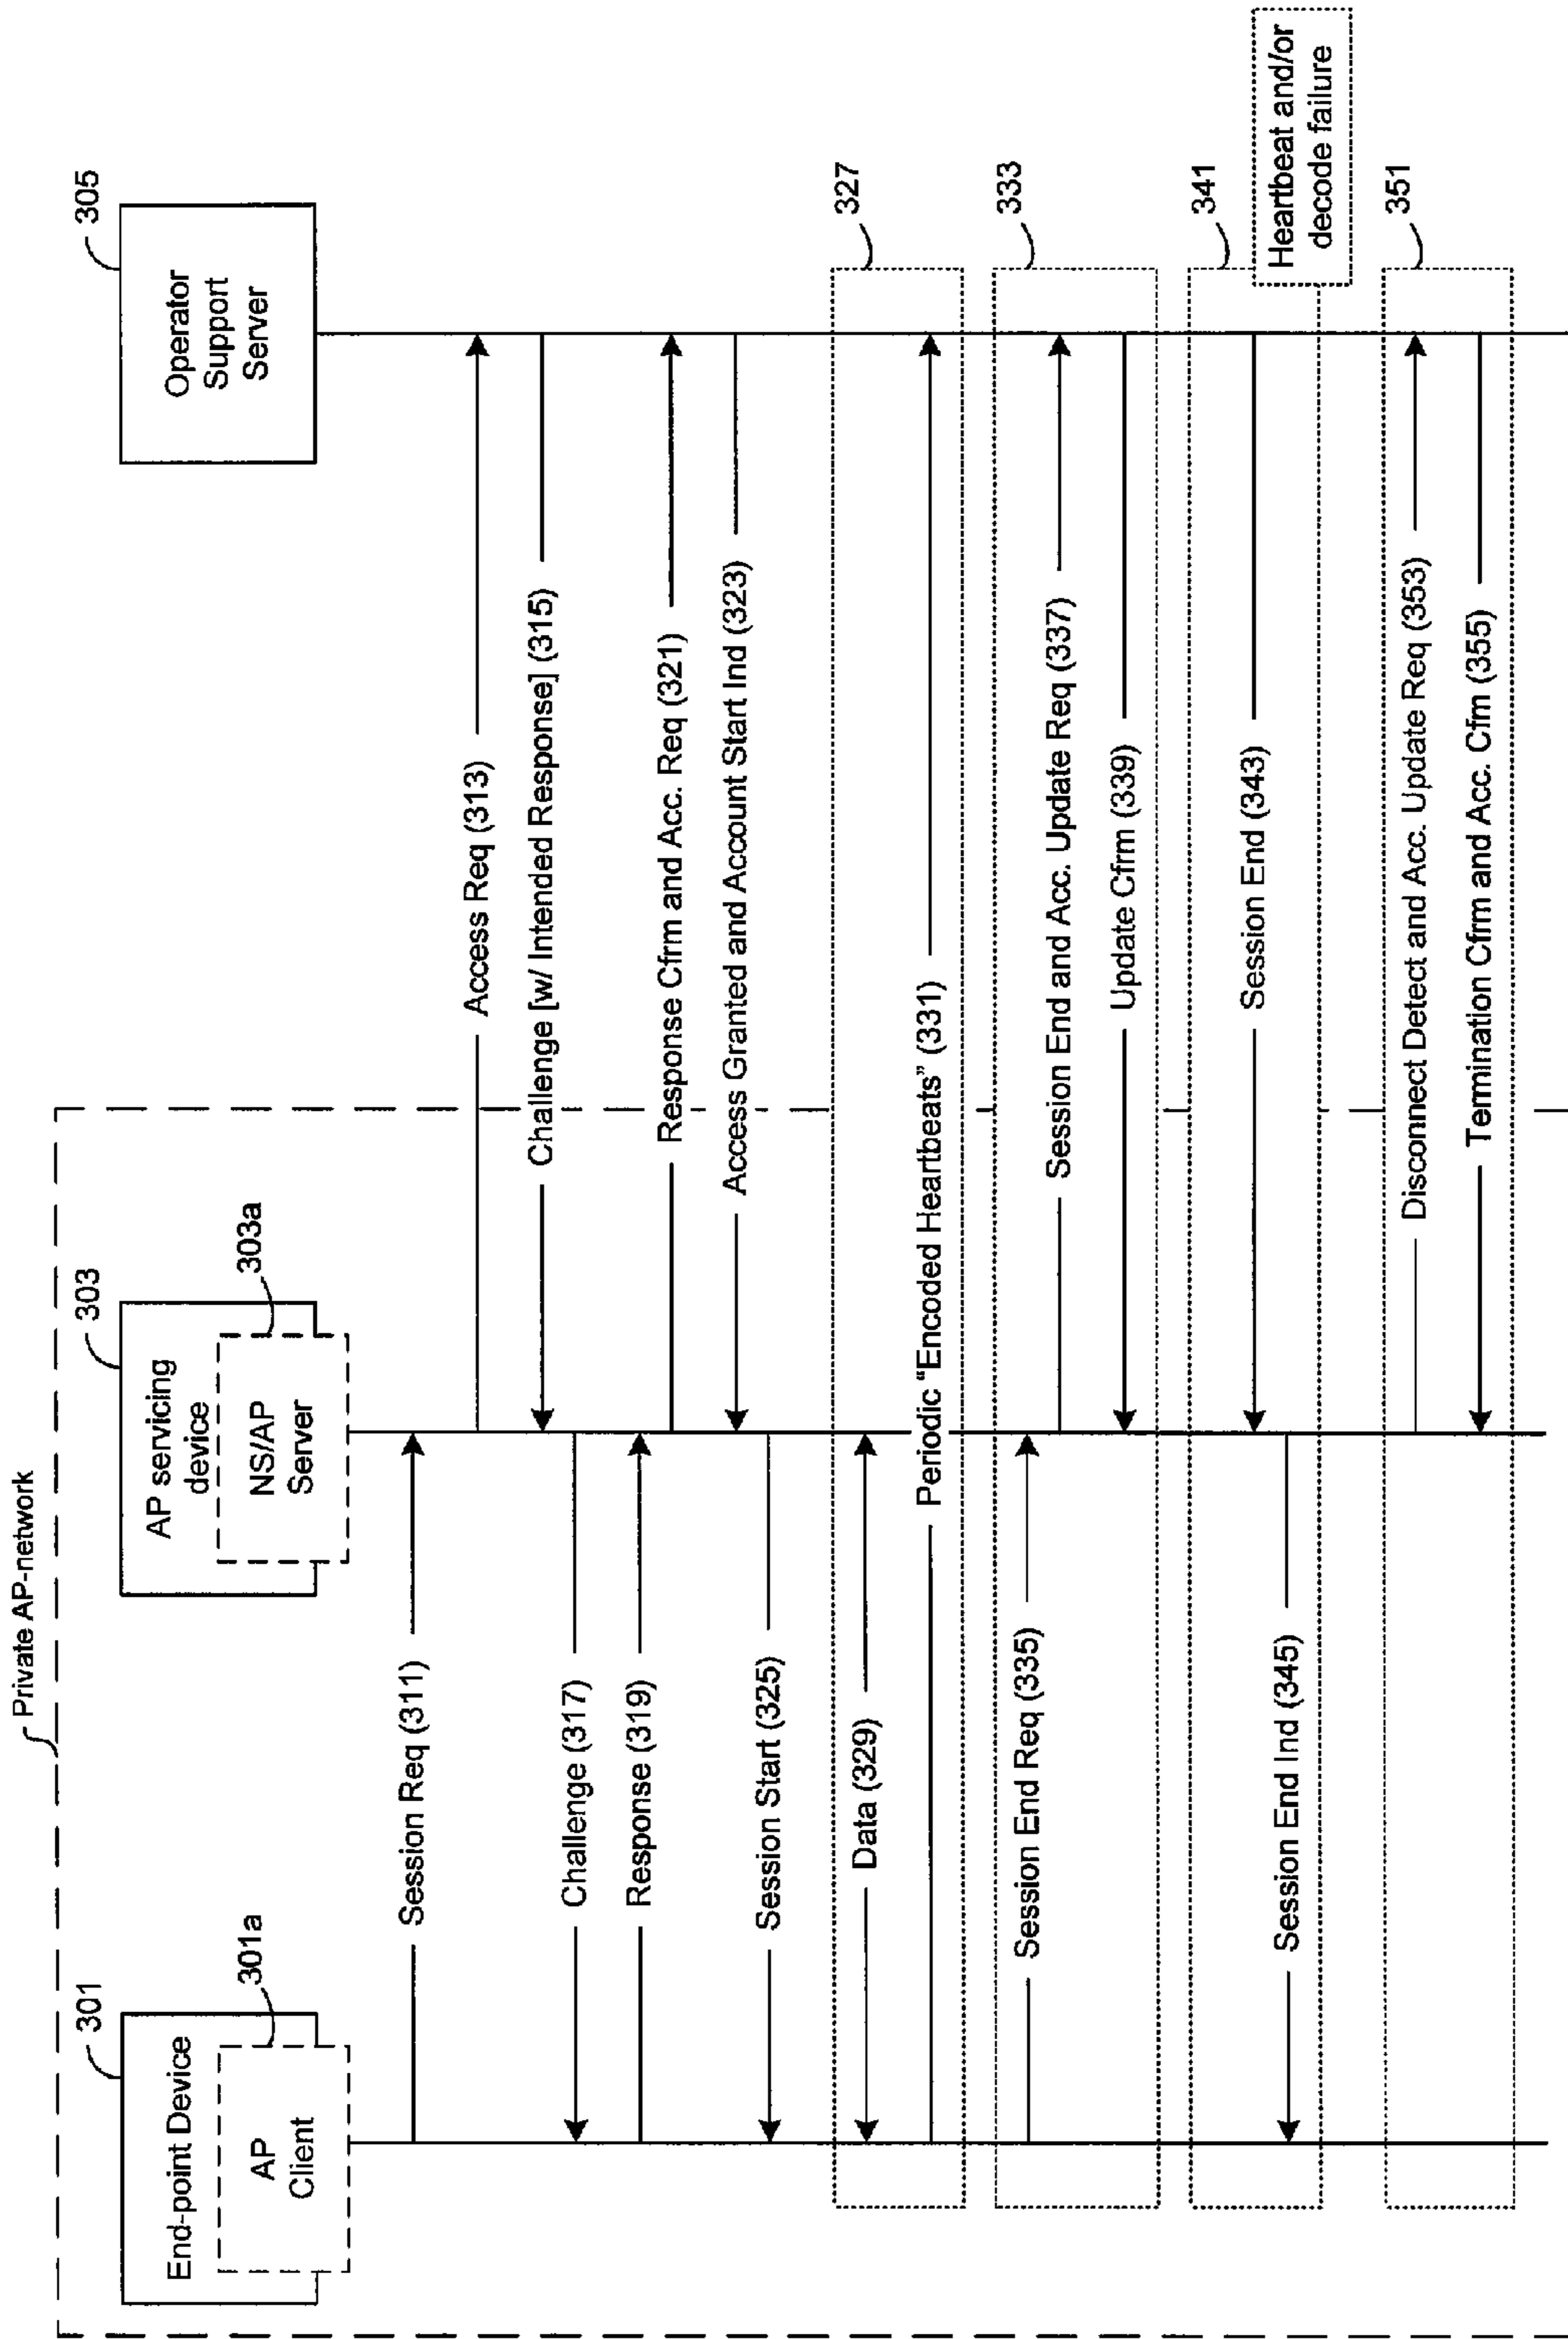 Private AP-network
301
End-point Device
301a
AP
Client
303
AP servicing
device
303a
NS/AP
Server
305
Operator
Support
Server
Session Req (311)
Access Req (313)
Challenge [w/ Intended Response] (315)
Challenge (317)
Response (319)
Response Cfrm and Acc. Req (321)
Access Granted and Account Start Ind (323)
Session Start (325)
327
Data (329)
Periodic “Encoded Heartbeats” (331)
333
Session End Req (335)
Session End and Acc. Update Req (337)
Update Cfrm (339)
341
Heartbeat and/or
decode failure
Session End (343)
Session End Ind (345)
351
Disconnect Detect and Acc. Update Req (353)
Termination Cfrm and Acc. Cfm (355)